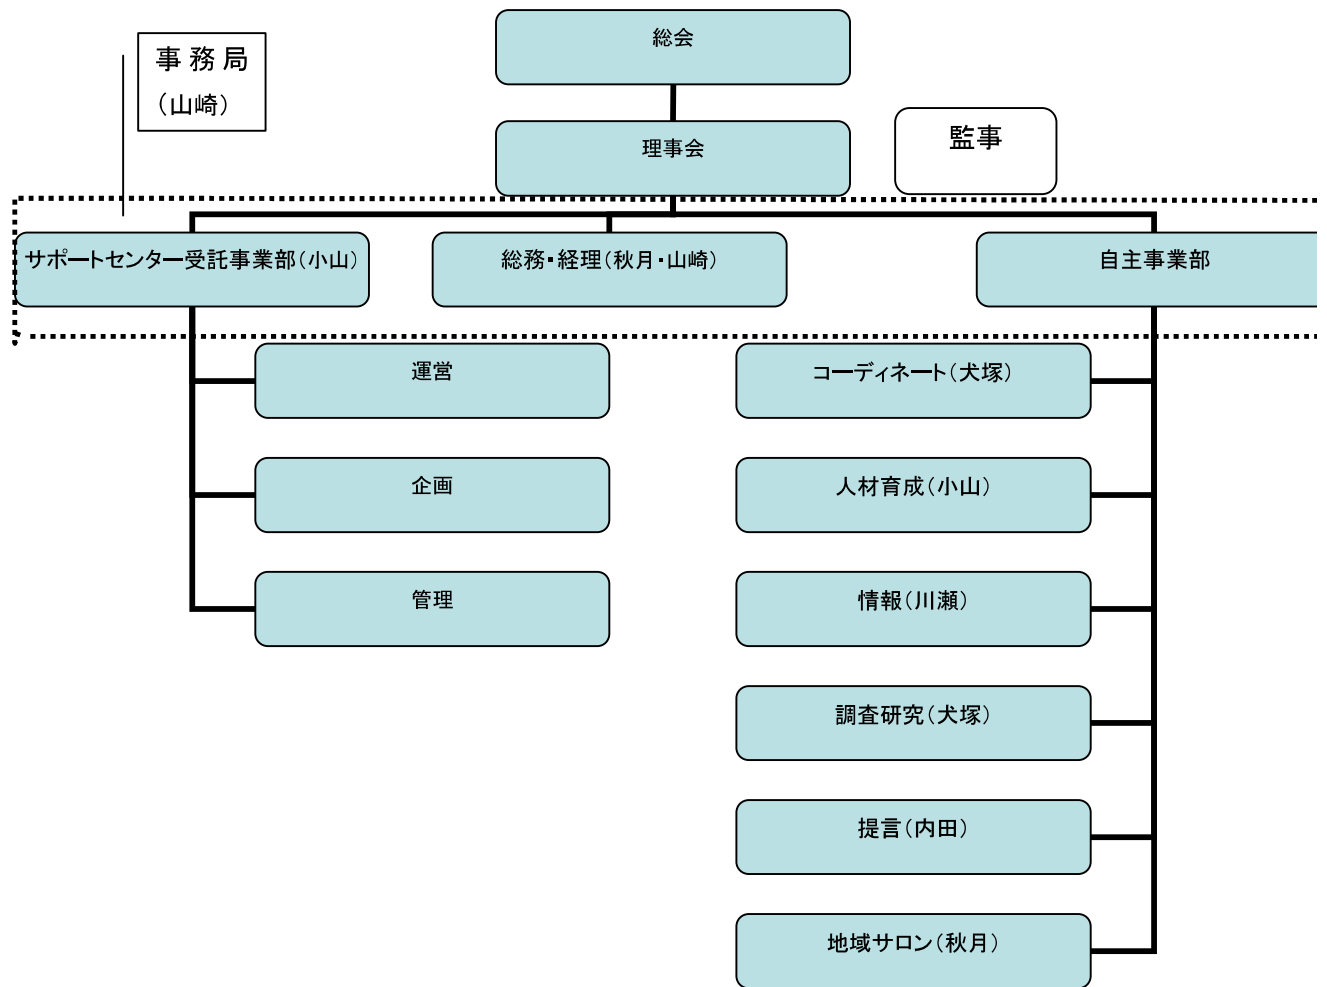 総会
事 務 局
（山崎）
監事
理事会
サポートセンター受託事業部（小山）
総務・経理（秋月・山崎）
自主事業部
運営
企画
管理
コーディネート（犬塚）
人材育成（小山）
情報（川瀬）
調査研究（犬塚）
提言（内田）
地域サロン（秋月）